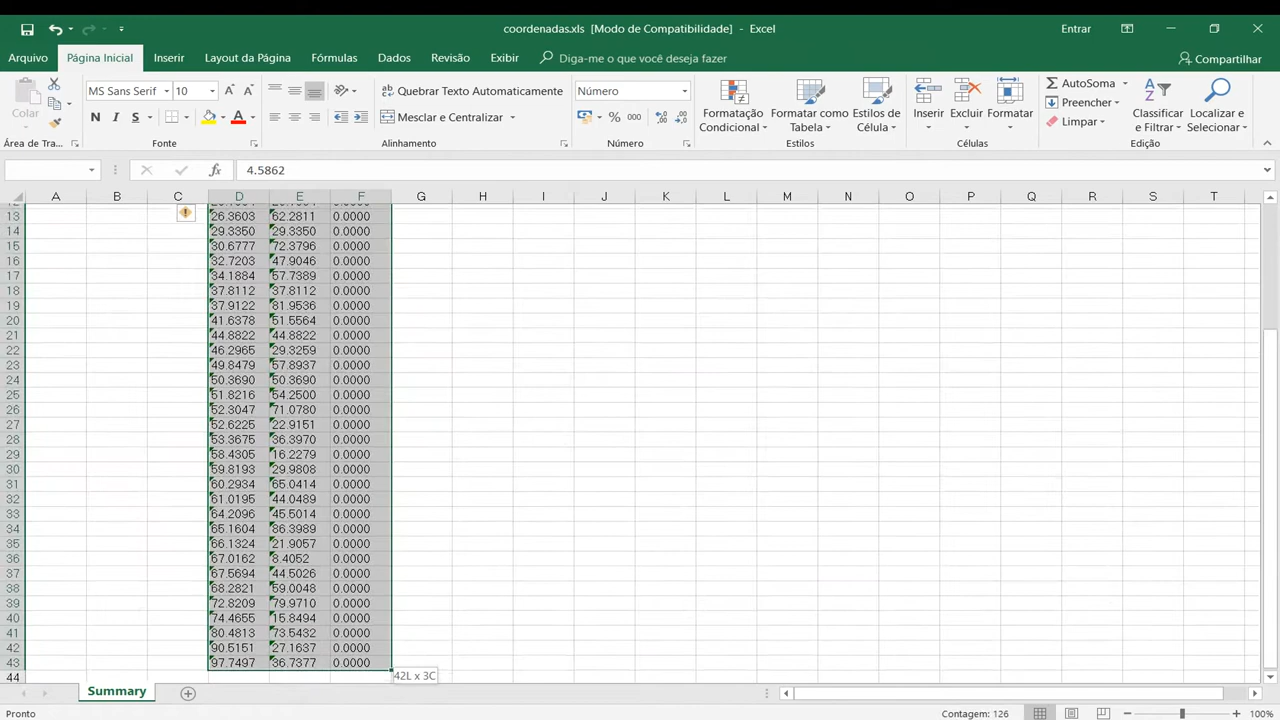 coordenadas.xls [Modo de Compatibilidade] - Excel
Entrar
Arquivo Página Inicial Inserir Layout da Página Fórmulas Dados Revisão Exibir Diga-me o que você deseja fazer Compartilhar
Colar
MS Sans Serif 10 A A
Quebrar Texto Automaticamente
Número
N I S A
Mesclar e Centralizar
% 000
Formatação Condicional
Formatar como Tabela
Estilos de Célula
Inserir Excluir Formatar
AutoSoma
Preencher
Limpar
Classificar e Filtrar
Localizar e Selecionar
Área de Tra... Fonte Alinhamento Número Estilos Células Edição
fx 4.5862
A B C D E F G H I J K L M N O P Q R S T
13 26.3603 62.2811 0.0000
14 29.3350 29.3350 0.0000
15 30.6777 72.3796 0.0000
16 32.7203 47.9046 0.0000
17 34.1884 57.7389 0.0000
18 37.8112 37.8112 0.0000
19 37.9122 81.9536 0.0000
20 41.6378 51.5564 0.0000
21 44.8822 44.8822 0.0000
22 46.2965 29.3259 0.0000
23 49.8479 57.8937 0.0000
24 50.3690 50.3690 0.0000
25 51.8216 54.2500 0.0000
26 52.3047 71.0780 0.0000
27 52.6225 22.9151 0.0000
28 53.3675 36.3970 0.0000
29 58.4305 16.2279 0.0000
30 59.8193 29.9808 0.0000
31 60.2934 65.0414 0.0000
32 61.0195 44.0489 0.0000
33 64.2096 45.5014 0.0000
34 65.1604 86.3989 0.0000
35 66.1324 21.9057 0.0000
36 67.0162 8.4052 0.0000
37 67.5694 44.5026 0.0000
38 68.2821 59.0048 0.0000
39 72.8209 79.9710 0.0000
40 74.4655 15.8494 0.0000
41 80.4813 73.5432 0.0000
42 90.5151 27.1637 0.0000
43 97.7497 36.7377 0.0000
44
42L x 3C
Summary
Pronto
Contagem: 126
100%